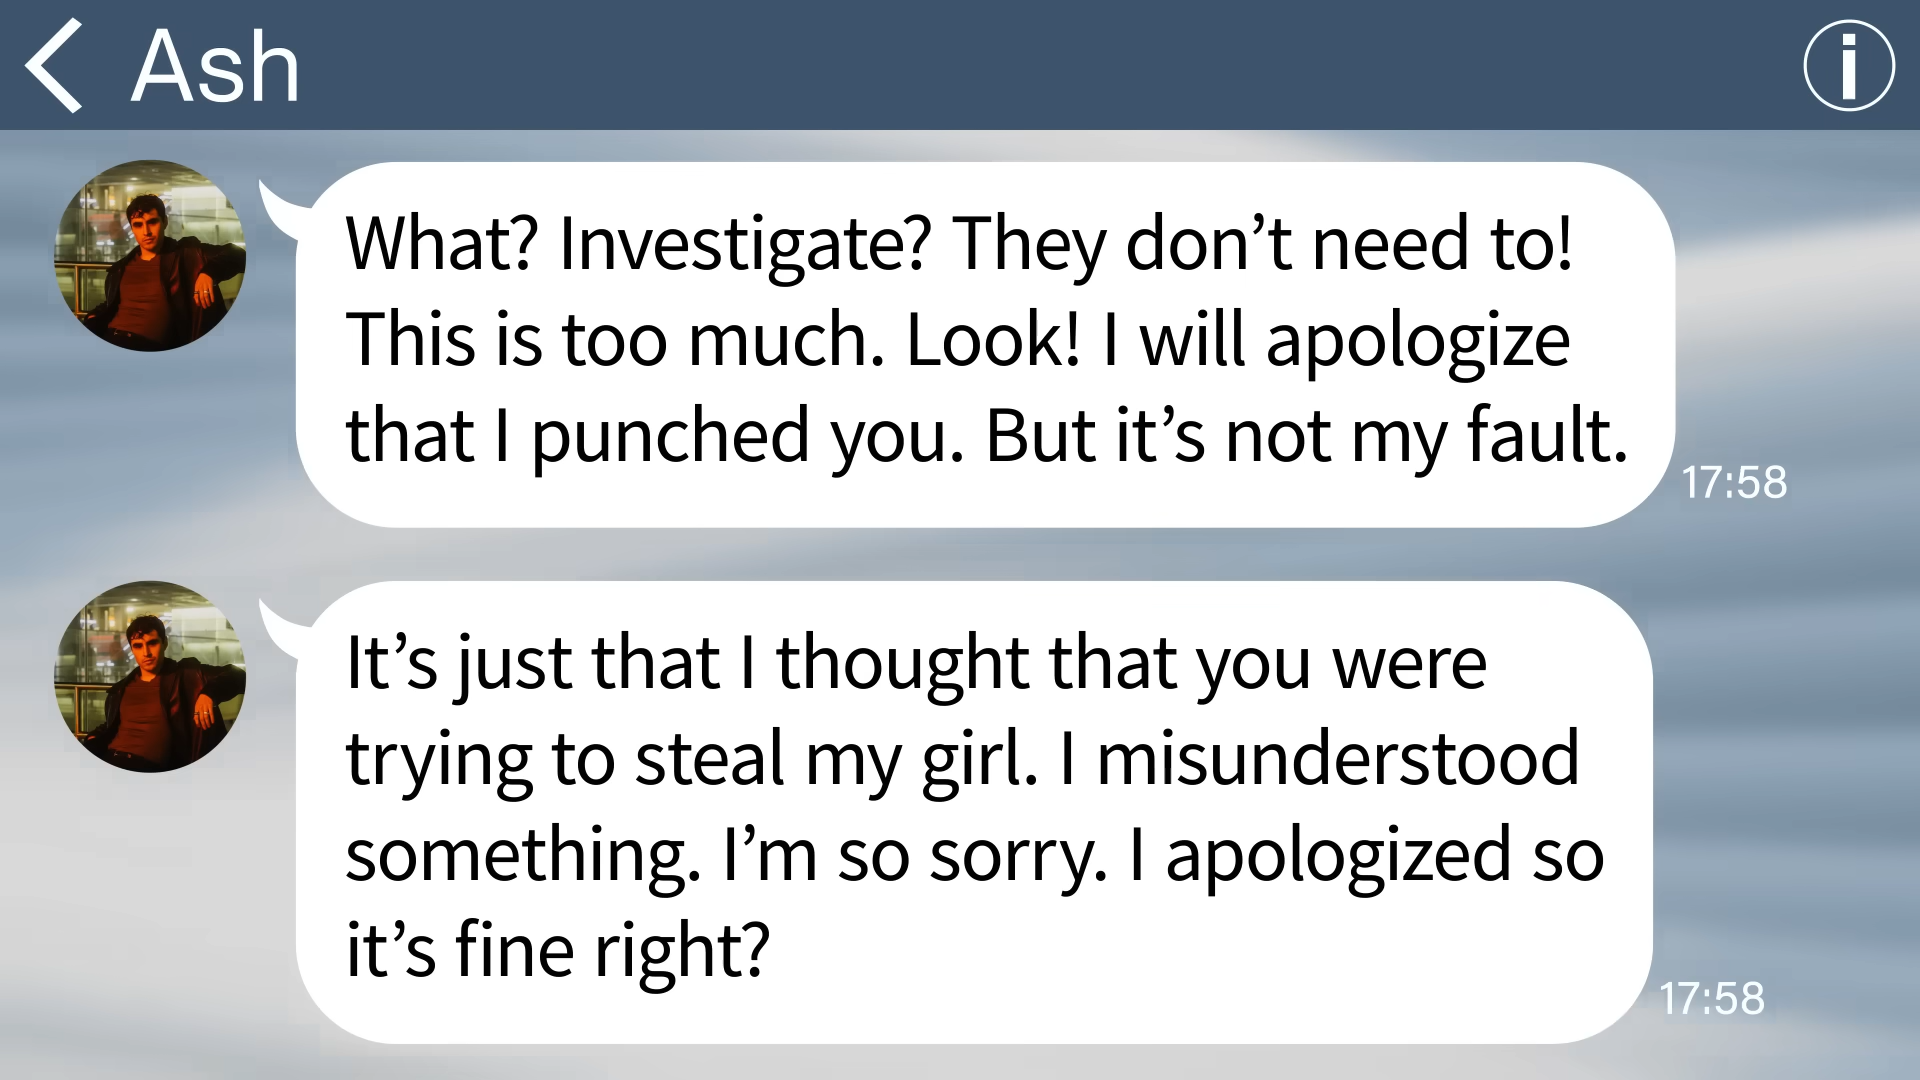 Ash
What? Investigate? They don’t need to!
This is too much. Look! I will apologize
that I punched you. But it’s not my fault.
17:58
It’s just that I thought that you were
trying to steal my girl. I misunderstood
something. I’m so sorry. I apologized so
it’s fine right?
17:58